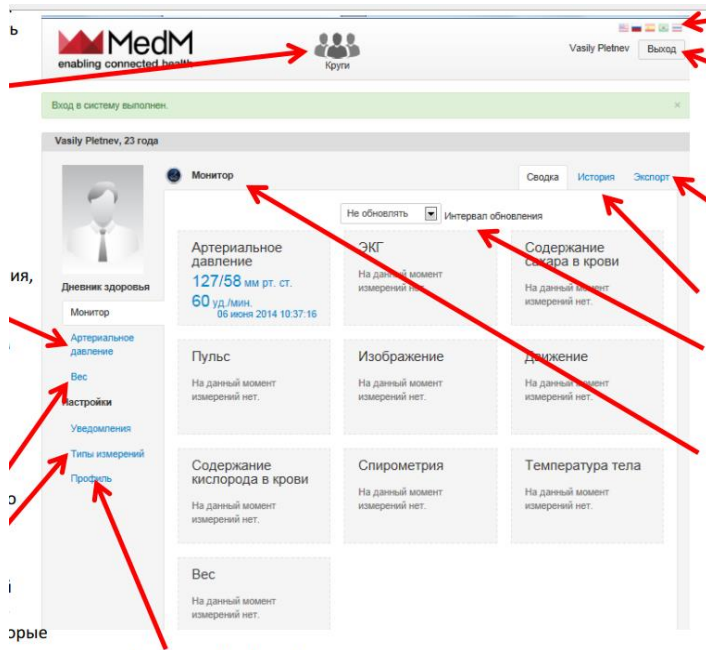 ь
MedM
enabling connected health
Круги
Vasily Pletnev
Выход
Вход в систему выполнен.
×
Vasily Pletnev, 23 года
Монитор
Сводка
История
Экспорт
Не обновлять
Интервал обновления
ия,
Дневник здоровья
Монитор
Артериальное
давление
Вес
Настройки
Уведомления
Типы измерений
Профиль
Артериальное
давление
127/58 мм рт. ст.
60 уд./мин.
06 июня 2014 10:37:16
ЭКГ
На данный момент
измерений нет.
Содержание
сахара в крови
На данный момент
измерений нет.
Пульс
На данный момент
измерений нет.
Изображение
На данный момент
измерений нет.
Движение
На данный момент
измерений нет.
Содержание
кислорода в крови
На данный момент
измерений нет.
Спирометрия
На данный момент
измерений нет.
Температура тела
На данный момент
измерений нет.
Вес
На данный момент
измерений нет.
о
й
орые